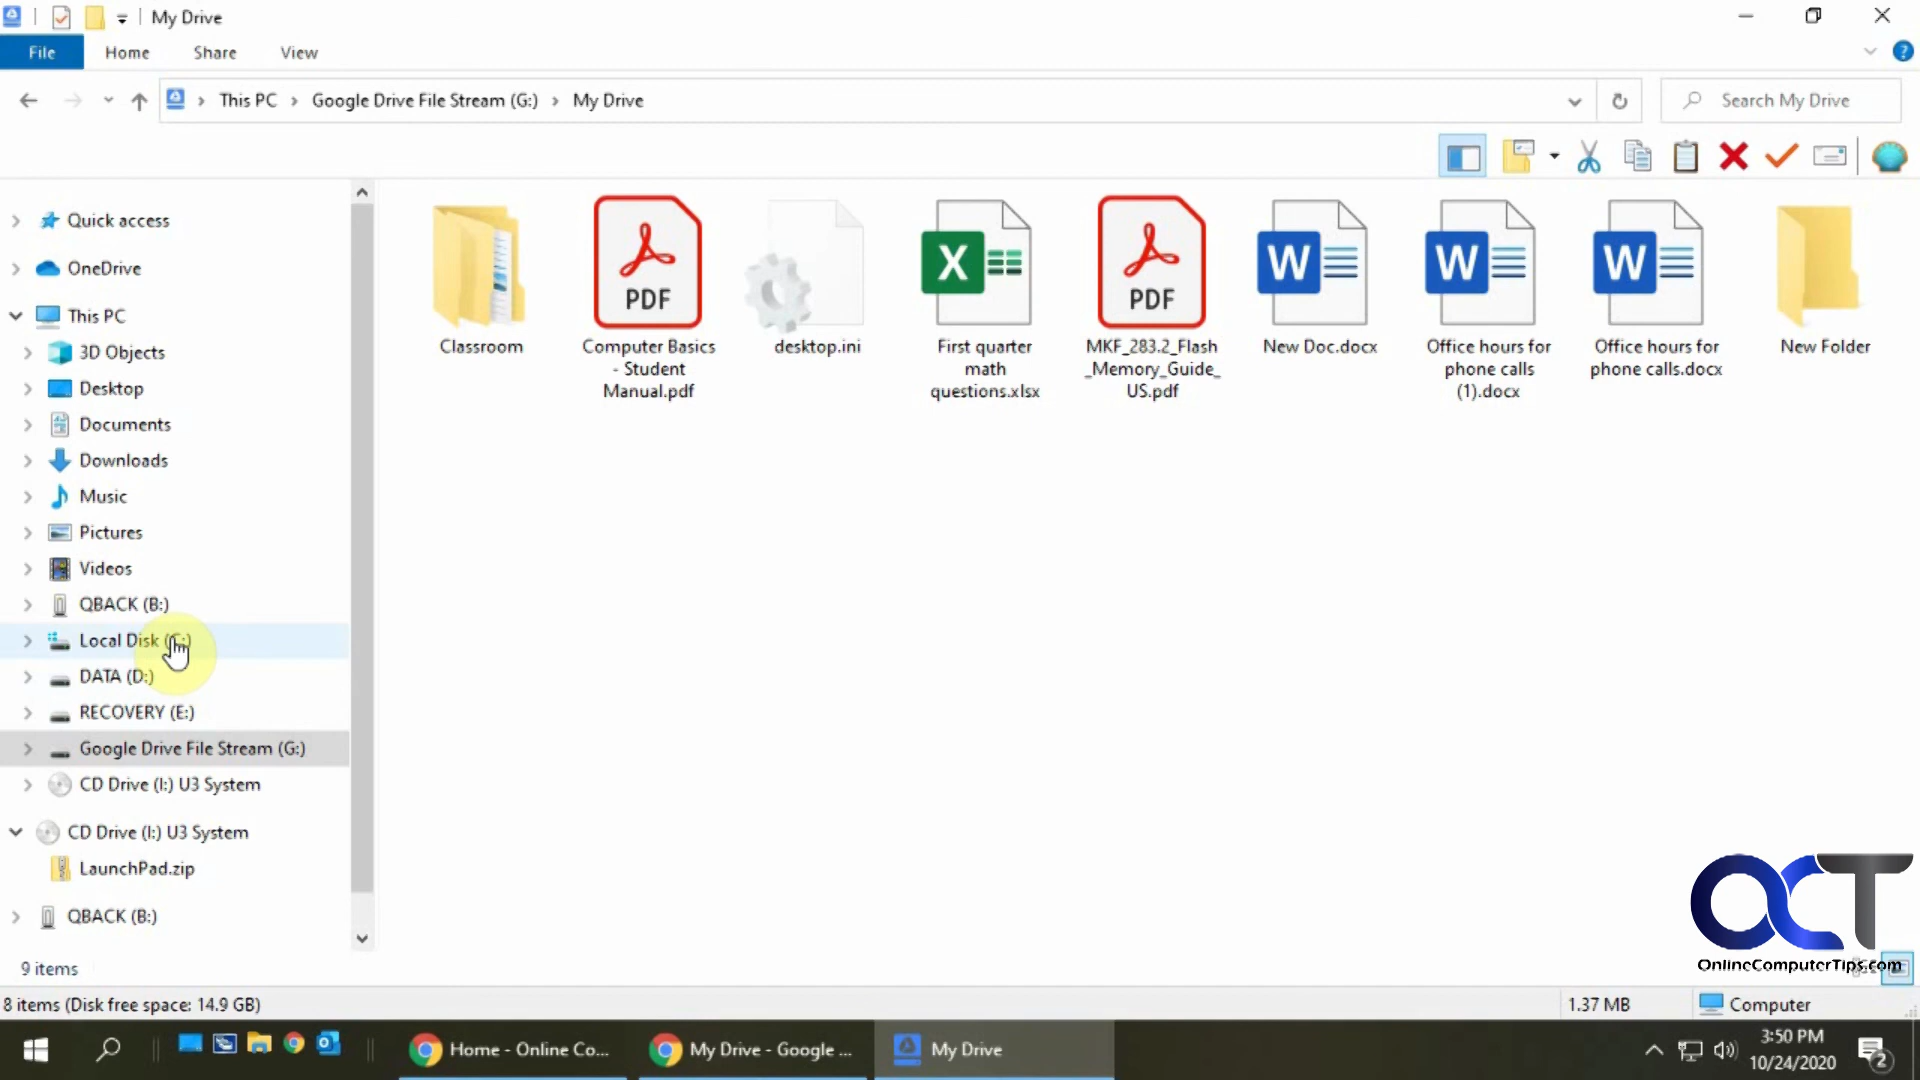 My Drive
File
Home
Share
View
This PC
Google Drive File Stream (G:)
My Drive
Search My Drive
Quick access
OneDrive
This PC
3D Objects
Desktop
Documents
Downloads
Music
Pictures
Videos
QBACK (B:)
Local Disk (C:)
DATA (D:)
RECOVERY (E:)
Google Drive File Stream (G:)
CD Drive (I:) U3 System
CD Drive (I:) U3 System
LaunchPad.zip
QBACK (B:)
Classroom
PDF
Computer Basics
- Student
Manual.pdf
desktop.ini
X
First quarter
math
questions.xlsx
PDF
MKF_283.2_Flash
_Memory_Guide_
US.pdf
W
New Doc.docx
W
Office hours for
phone calls
(1).docx
W
Office hours for
phone calls.docx
New Folder
OCT
OnlineComputerTips.com
9 items
8 items (Disk free space: 14.9 GB)
1.37 MB
Computer
Home - Online Co...
My Drive - Google ...
My Drive
3:50 PM
10/24/2020
2